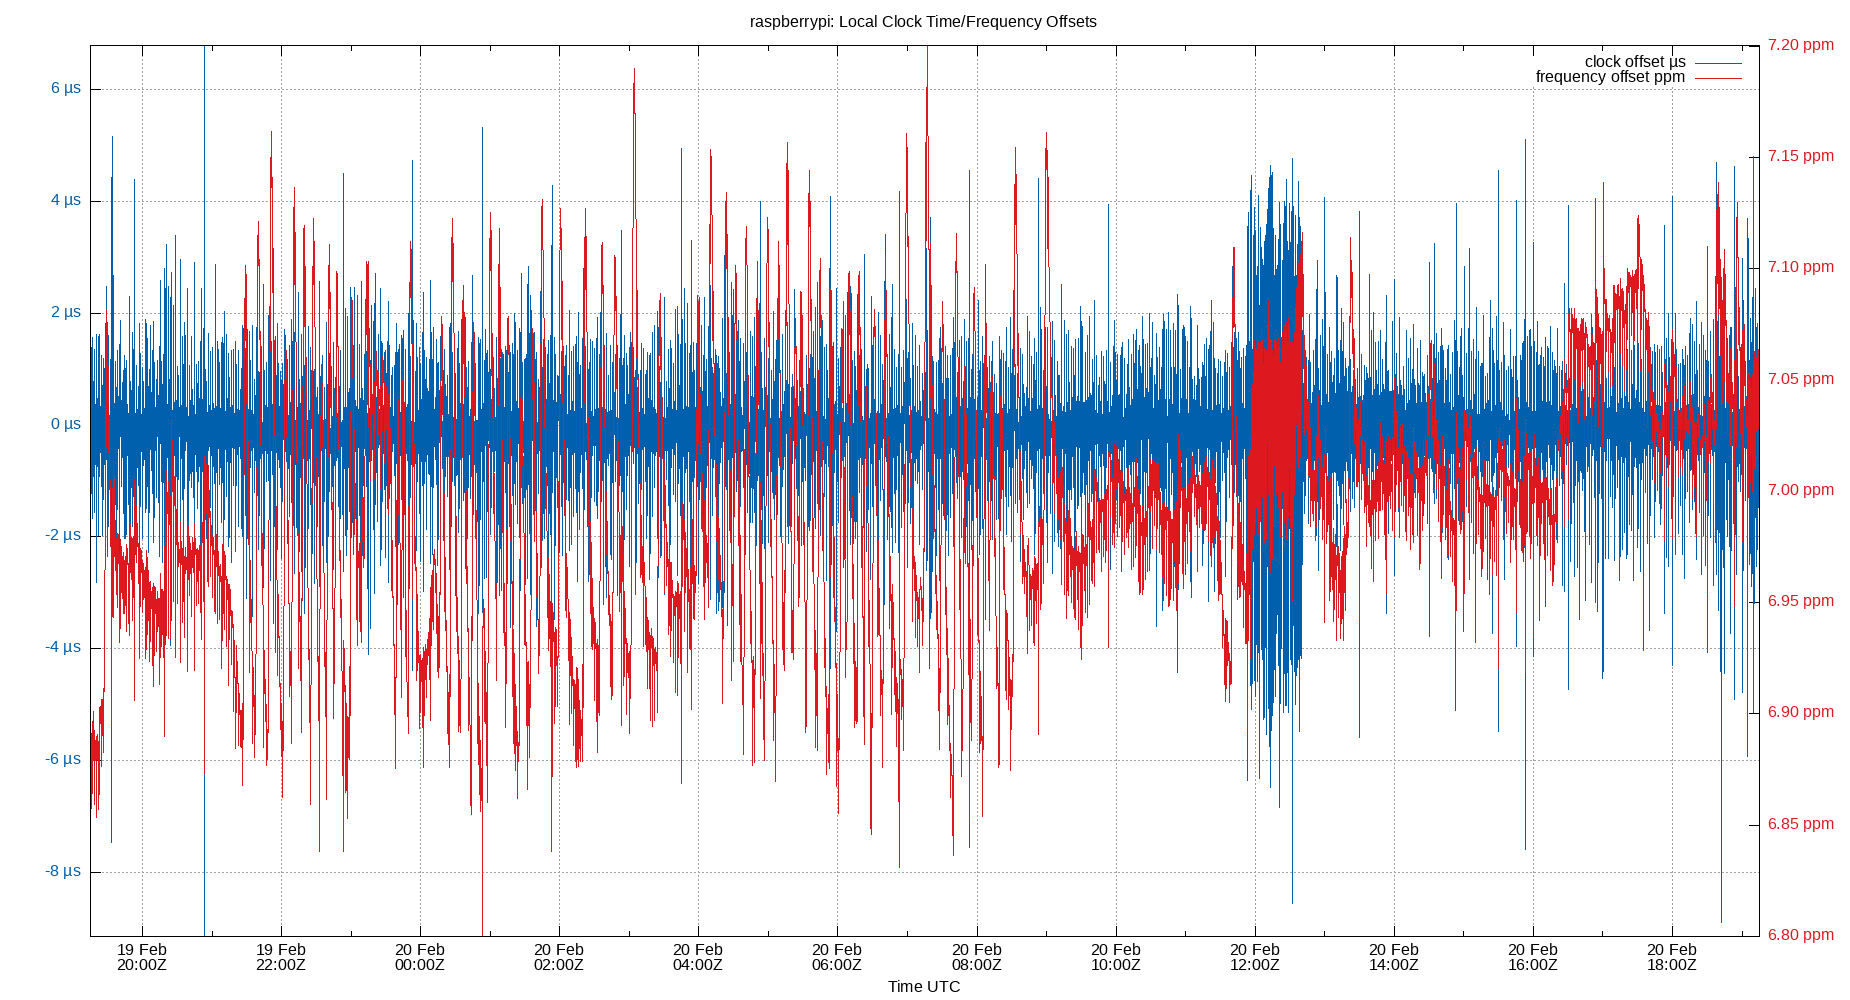 raspberrypi: Local Clock Time/Frequency Offsets
clock offset µs
frequency offset ppm
6 µs
4 µs
2 µs
0 µs
-2 µs
-4 µs
-6 µs
-8 µs
7.20 ppm
7.15 ppm
7.10 ppm
7.05 ppm
7.00 ppm
6.95 ppm
6.90 ppm
6.85 ppm
6.80 ppm
19 Feb 19 Feb 20 Feb 20 Feb 20 Feb 20 Feb 20 Feb 20 Feb 20 Feb 20 Feb 20 Feb 20 Feb
20:00Z 22:00Z 00:00Z 02:00Z 04:00Z 06:00Z 08:00Z 10:00Z 12:00Z 14:00Z 16:00Z 18:00Z
Time UTC